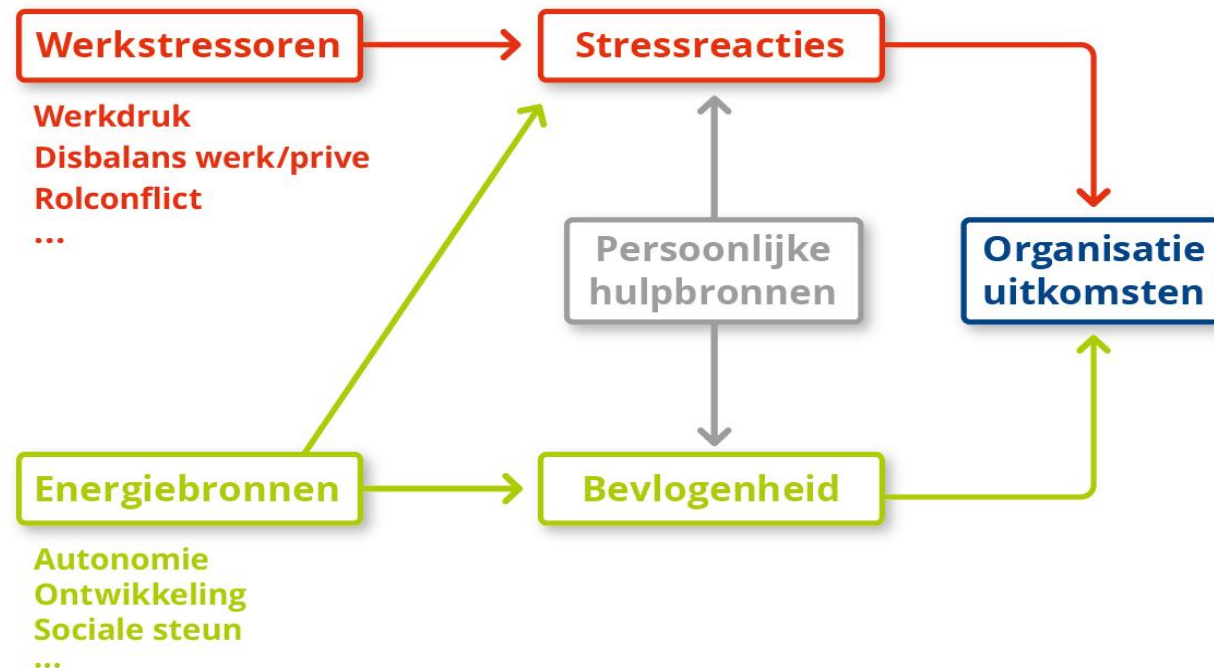 Werkstressoren
Stressreacties
Werkdruk
Disbalans werk/prive
Rolconflict
...
Persoonlijke
hulpbronnen
Organisatie
uitkomsten
Energiebronnen
Bevlogenheid
Autonomie
Ontwikkeling
Sociale steun
...